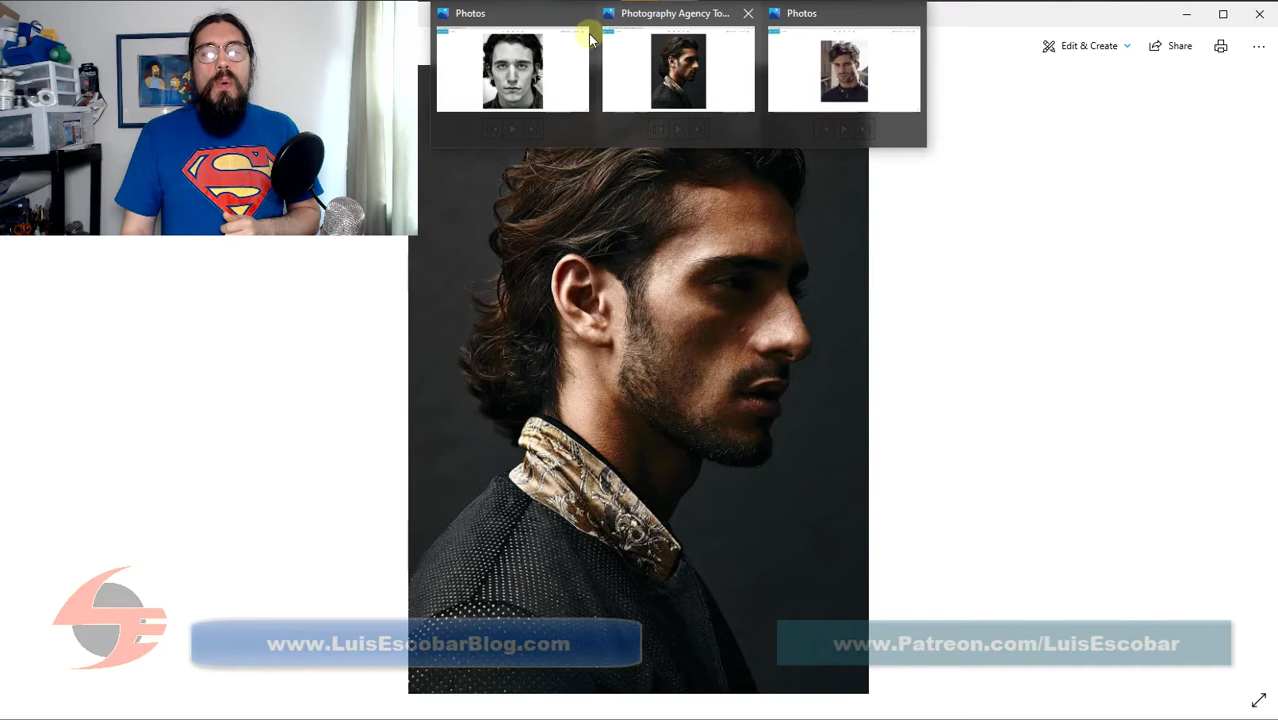 Photos
Photography Agency To...
Photos
Edit & Create
Share
www.LuisEscobarBlog.com
www.Patreon.com/LuisEscobar